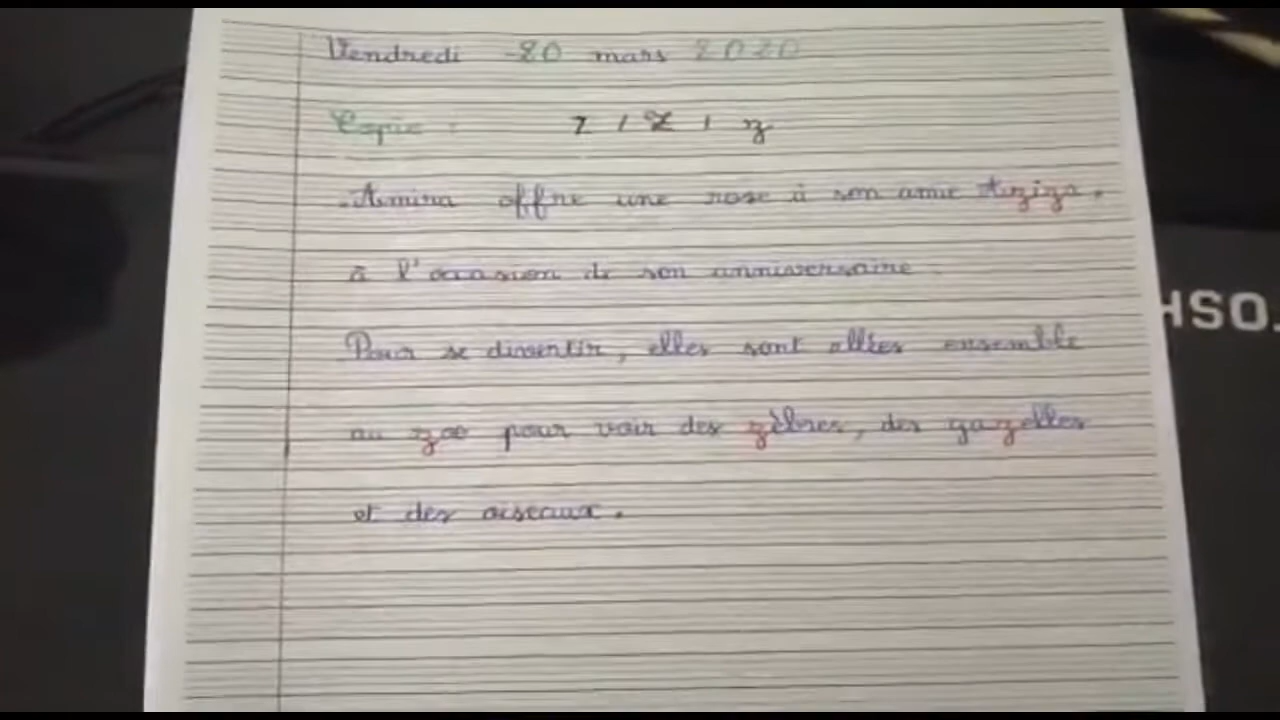 Vendredi 20 mars 2020
Copie : Z / Z / z
Amina offre une rose à son amie Aziza.
à l'occasion de son anniversaire.
Pour se divertir, elles sont allées ensemble
au zoo pour voir des zèbres, des gazelles
et des oiseaux.